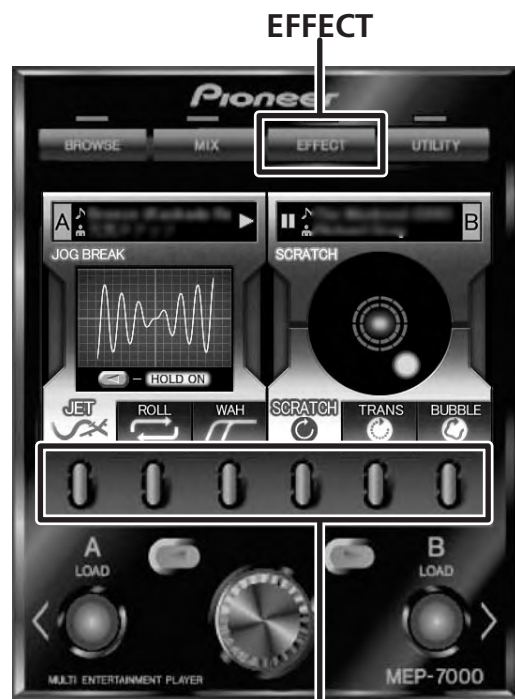 EFFECT
Pioneer
BROWSE MIX EFFECT UTILITY
A B
JOG BREAK SCRATCH
HOLD ON
JET ROLL WAH SCRATCH TRANS BUBBLE
A B
LOAD LOAD
MULTI ENTERTAINMENT PLAYER MEP-7000